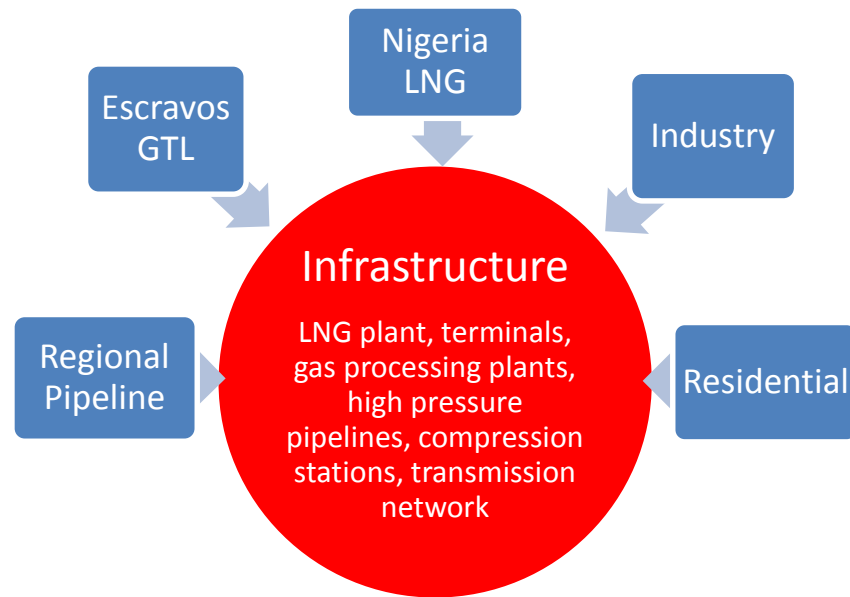 Nigeria
LNG
Escravos
GTL
Industry
Regional
Pipeline
Residential
Infrastructure
LNG plant, terminals,
gas processing plants,
high pressure
pipelines, compression
stations, transmission
network